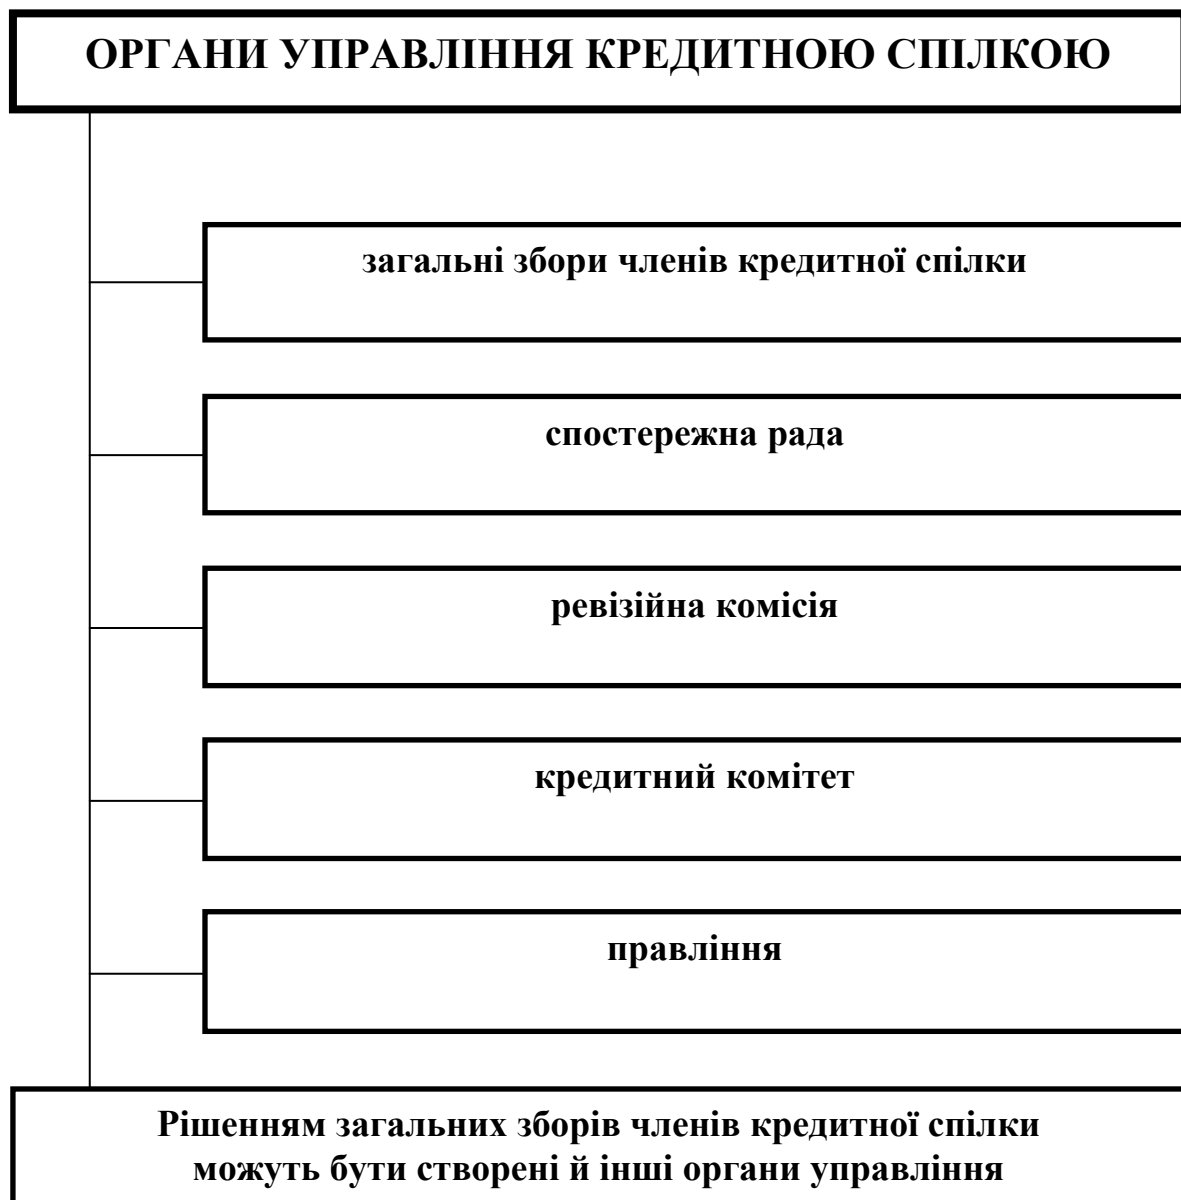 ОРГАНИ УПРАВЛІННЯ КРЕДИТНОЮ СПІЛКОЮ
загальні збори членів кредитної спілки
спостережна рада
ревізійна комісія
кредитний комітет
правління
Рішенням загальних зборів членів кредитної спілки
можуть бути створені й інші органи управління